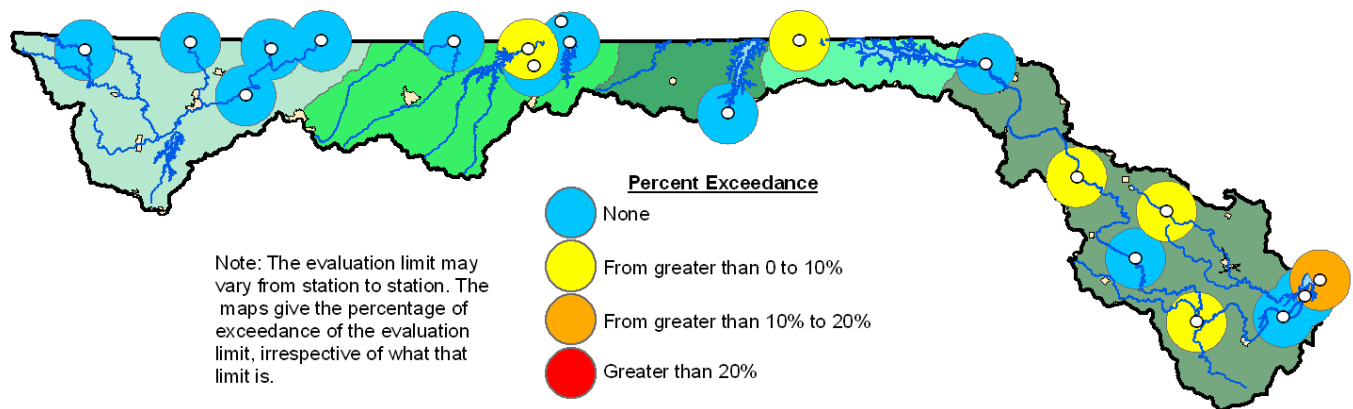 Percent Exceedance
None
From greater than 0 to 10%
From greater than 10% to 20%
Greater than 20%
Note: The evaluation limit may
vary from station to station. The
maps give the percentage of
exceedance of the evaluation
limit, irrespective of what that
limit is.